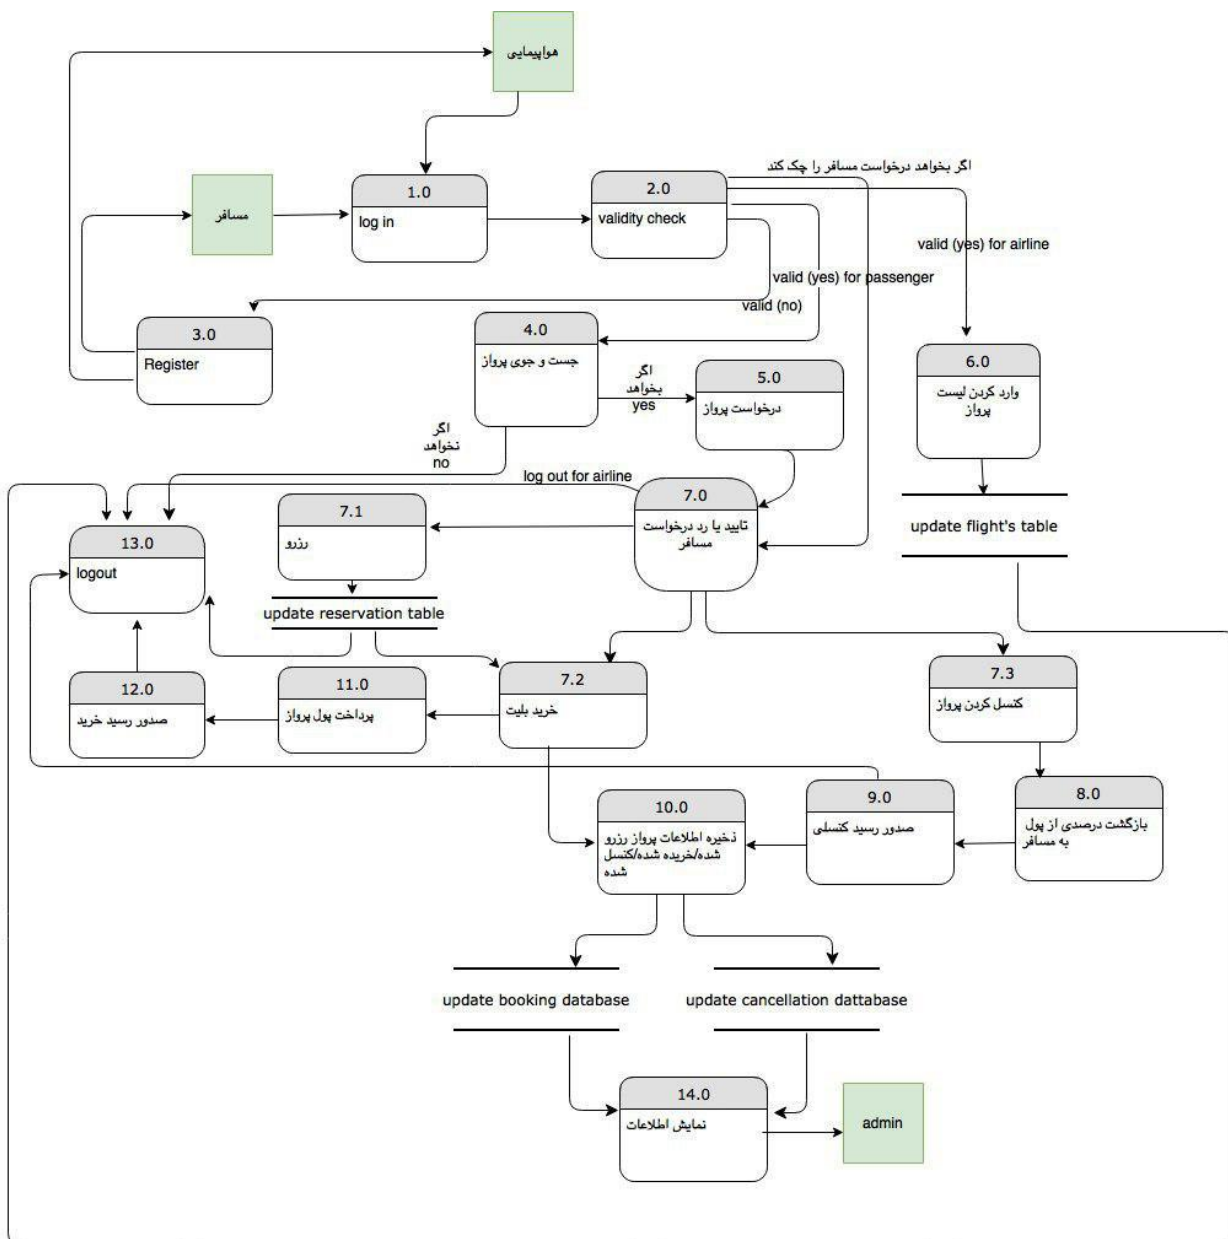 هواپیمایی
اگر بخواهد درخواست مسافر را چک کند
مسافر
1.0
log in
2.0
validity check
valid (yes) for airline
valid (yes) for passenger
valid (no)
3.0
Register
4.0
جست و جوی پرواز
اگر
بخواهد
yes
5.0
درخواست پرواز
6.0
وارد کردن لیست
پرواز
اگر
نخواهد
no
log out for airline
7.0
تایید یا رد درخواست
مسافر
7.1
رزرو
update flight's table
13.0
logout
update reservation table
12.0
صدور رسید خرید
11.0
پرداخت پول پرواز
7.2
خرید بلیت
7.3
کنسل کردن پرواز
10.0
ذخیره اطلاعات پرواز رزرو
شده/خریده شده/کنسل
شده
9.0
صدور رسید کنسلی
8.0
بازگشت درصدی از پول
به مسافر
update booking database
update cancellation dattabase
14.0
نمایش اطلاعات
admin